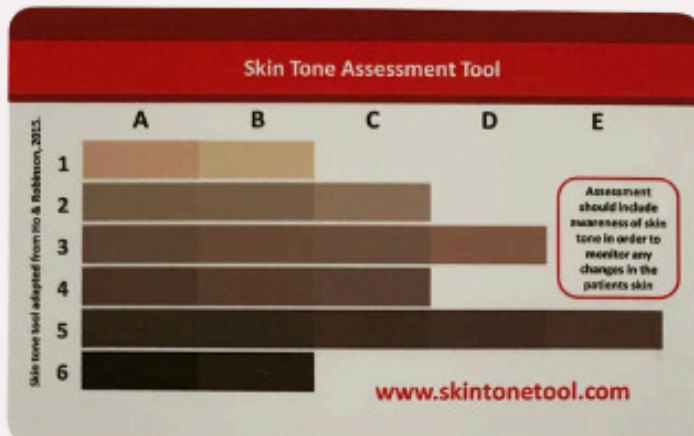 Skin Tone Assessment Tool
A B C D E
1
2
3
4
5
6
Skin tone tool adapted from Ho & Robinson, 2015.
Assessment
should include
awareness of skin
tone in order to
monitor any
changes in the
patients skin
www.skintonetool.com